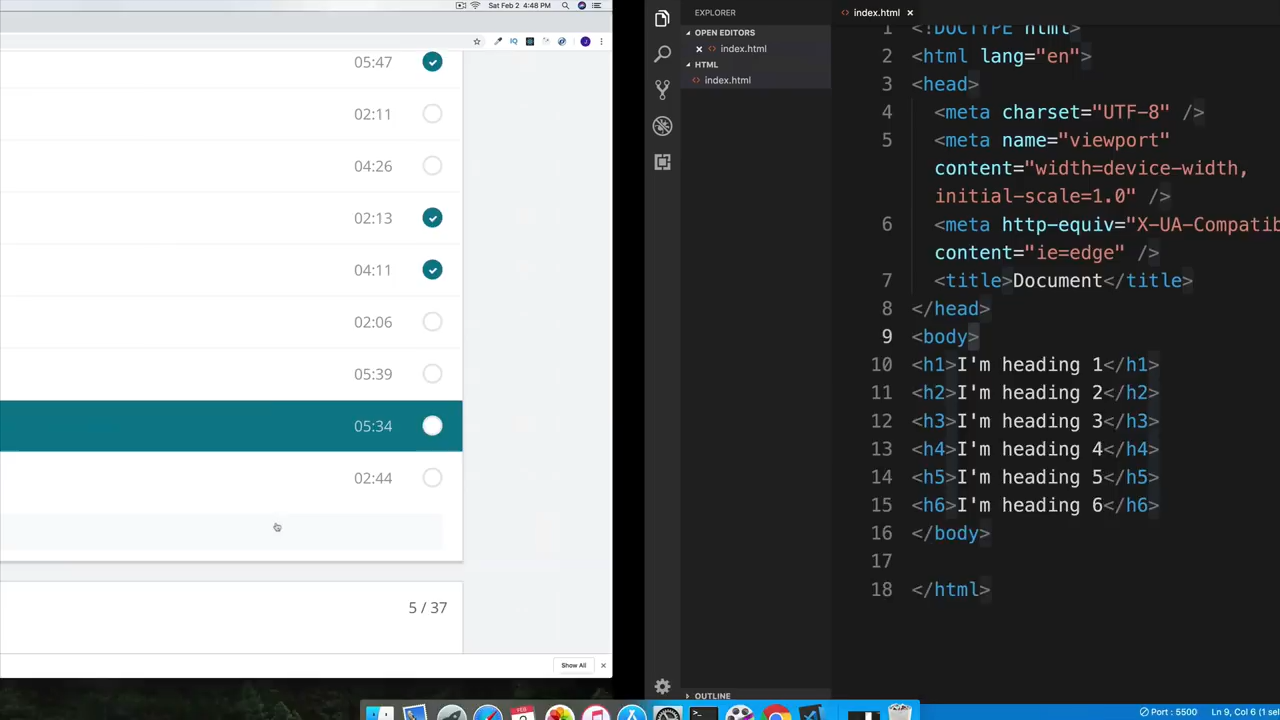 Sat Feb 2 4:48 PM
05:47
02:11
04:26
02:13
04:11
02:06
05:39
05:34
02:44
5 / 37
Show All
EXPLORER
OPEN EDITORS
index.html
HTML
index.html
OUTLINE
index.html
1 <!DOCTYPE html>
2 <html lang="en">
3 <head>
4 <meta charset="UTF-8" />
5 <meta name="viewport"
content="width=device-width,
initial-scale=1.0" />
6 <meta http-equiv="X-UA-Compatib
content="ie=edge" />
7 <title>Document</title>
8 </head>
9 <body>
10 <h1>I'm heading 1</h1>
11 <h2>I'm heading 2</h2>
12 <h3>I'm heading 3</h3>
13 <h4>I'm heading 4</h4>
14 <h5>I'm heading 5</h5>
15 <h6>I'm heading 6</h6>
16 </body>
17
18 </html>
Port : 5500 Ln 9, Col 6 (1 sel